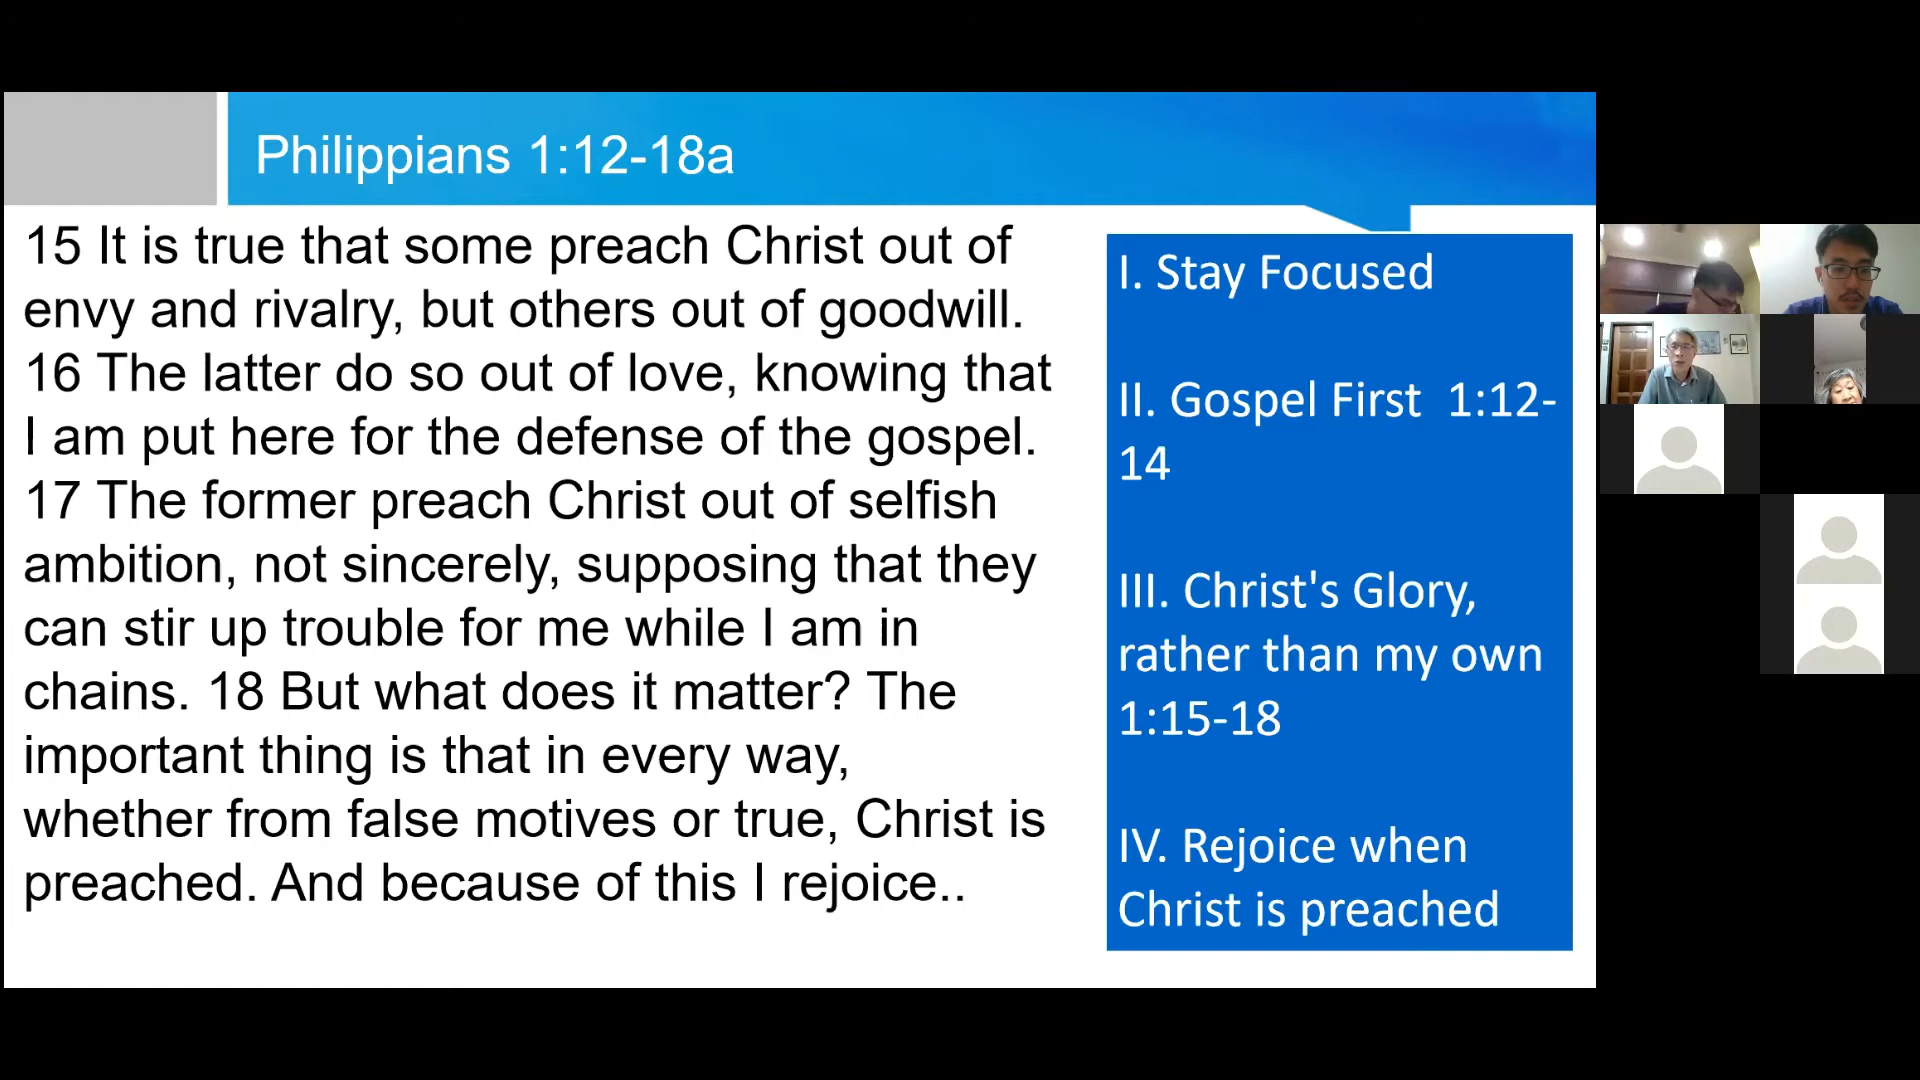 Philippians 1:12-18a
15 It is true that some preach Christ out of
envy and rivalry, but others out of goodwill.
16 The latter do so out of love, knowing that
I am put here for the defense of the gospel.
17 The former preach Christ out of selfish
ambition, not sincerely, supposing that they
can stir up trouble for me while I am in
chains. 18 But what does it matter? The
important thing is that in every way,
whether from false motives or true, Christ is
preached. And because of this I rejoice..
I. Stay Focused
II. Gospel First 1:12-
14
III. Christ's Glory,
rather than my own
1:15-18
IV. Rejoice when
Christ is preached